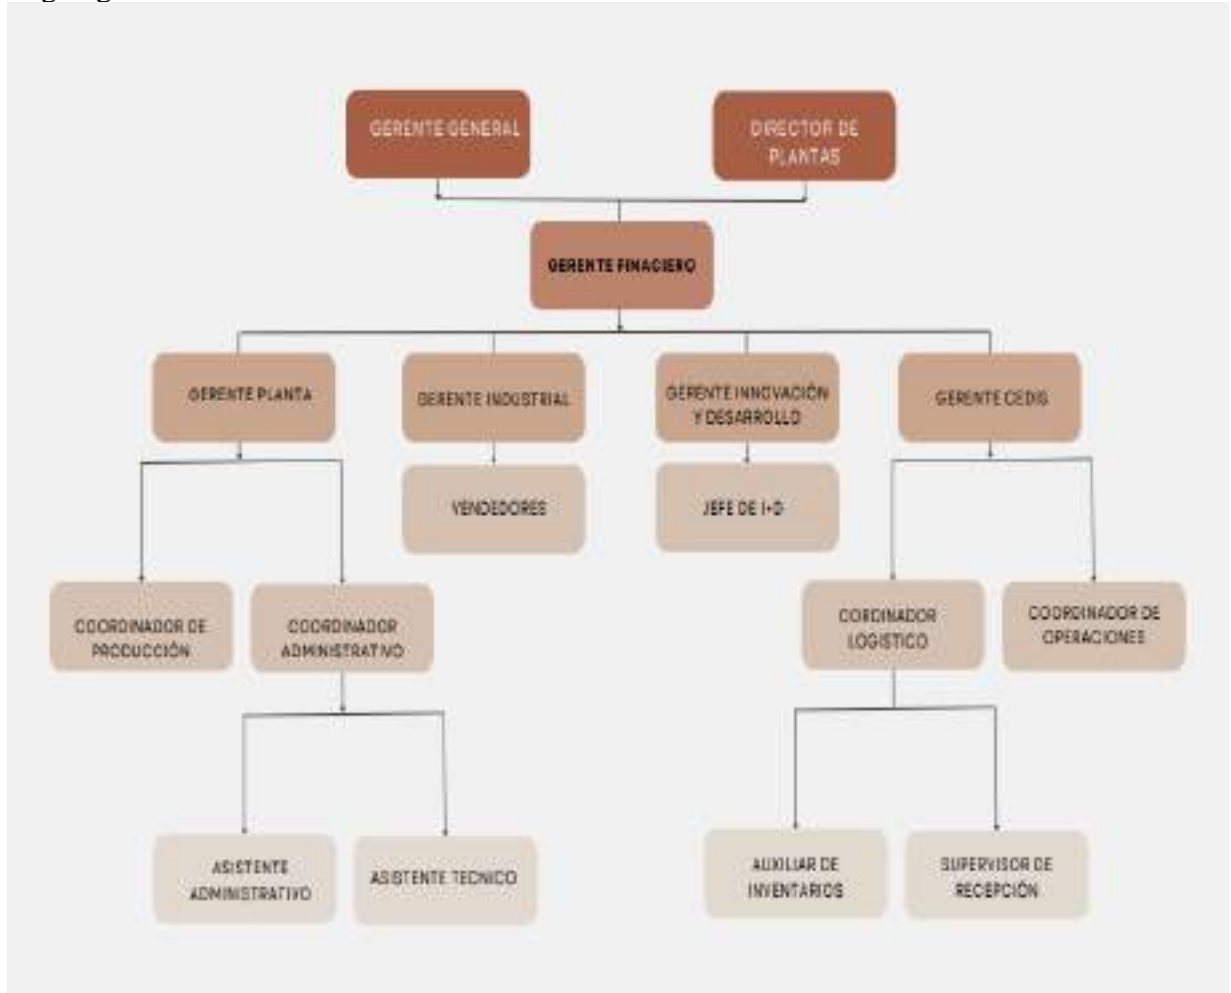 GERENTE GENERAL
DIRECTOR DE
PLANTAS
GERENTE FINACIERO
GERENTE PLANTA
GERENTE INDUSTRIAL
GERENTE INNOVACIÓN
Y DESARROLLO
GERENTE CEDIS
VENDEDORES
JEFE DE I+D
COORDINADOR DE
PRODUCCIÓN
COORDINADOR
ADMINISTRATIVO
CORDINADOR
LOGISTICO
COORDINADOR DE
OPERACIONES
ASISTENTE
ADMINISTRATIVO
ASISTENTE TECNICO
AUXILIAR DE
INVENTARIOS
SUPERVISOR DE
RECEPCIÓN